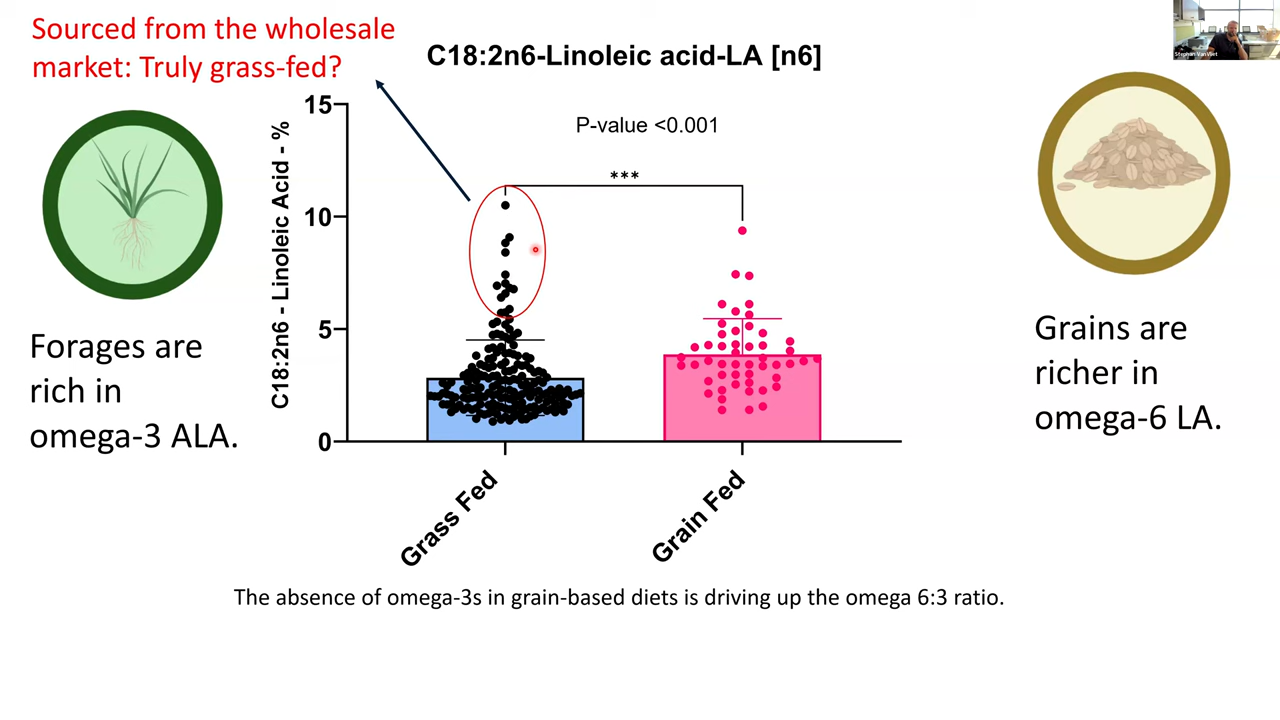 Sourced from the wholesale
market: Truly grass-fed?
C18:2n6-Linoleic acid-LA [n6]
Stephan Van Vliet
P-value <0.001
***
C18:2n6 - Linoleic Acid - %
15
10
5
0
Grass Fed
Grain Fed
Forages are
rich in
omega-3 ALA.
Grains are
richer in
omega-6 LA.
The absence of omega-3s in grain-based diets is driving up the omega 6:3 ratio.